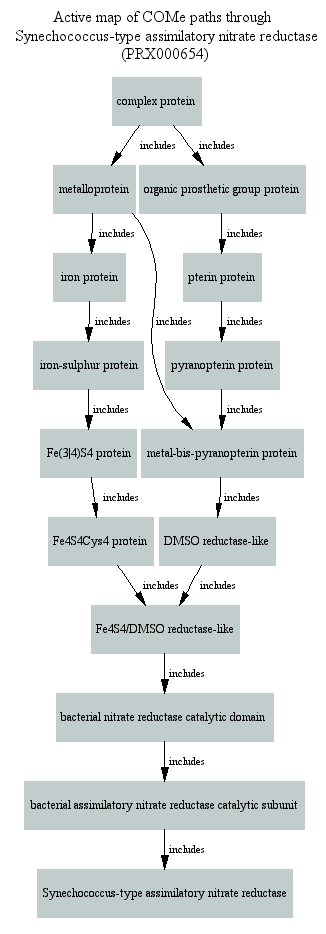 Active map of COMe paths through
Synechococcus-type assimilatory nitrate reductase
(PRX000654)
complex protein
includes
includes
metalloprotein
organic prosthetic group protein
includes
includes
iron protein
pterin protein
includes
includes
includes
iron-sulphur protein
pyranopterin protein
includes
includes
Fe(3|4)S4 protein
metal-bis-pyranopterin protein
includes
includes
Fe4S4Cys4 protein
DMSO reductase-like
includes
includes
Fe4S4/DMSO reductase-like
includes
bacterial nitrate reductase catalytic domain
includes
bacterial assimilatory nitrate reductase catalytic subunit
includes
Synechococcus-type assimilatory nitrate reductase